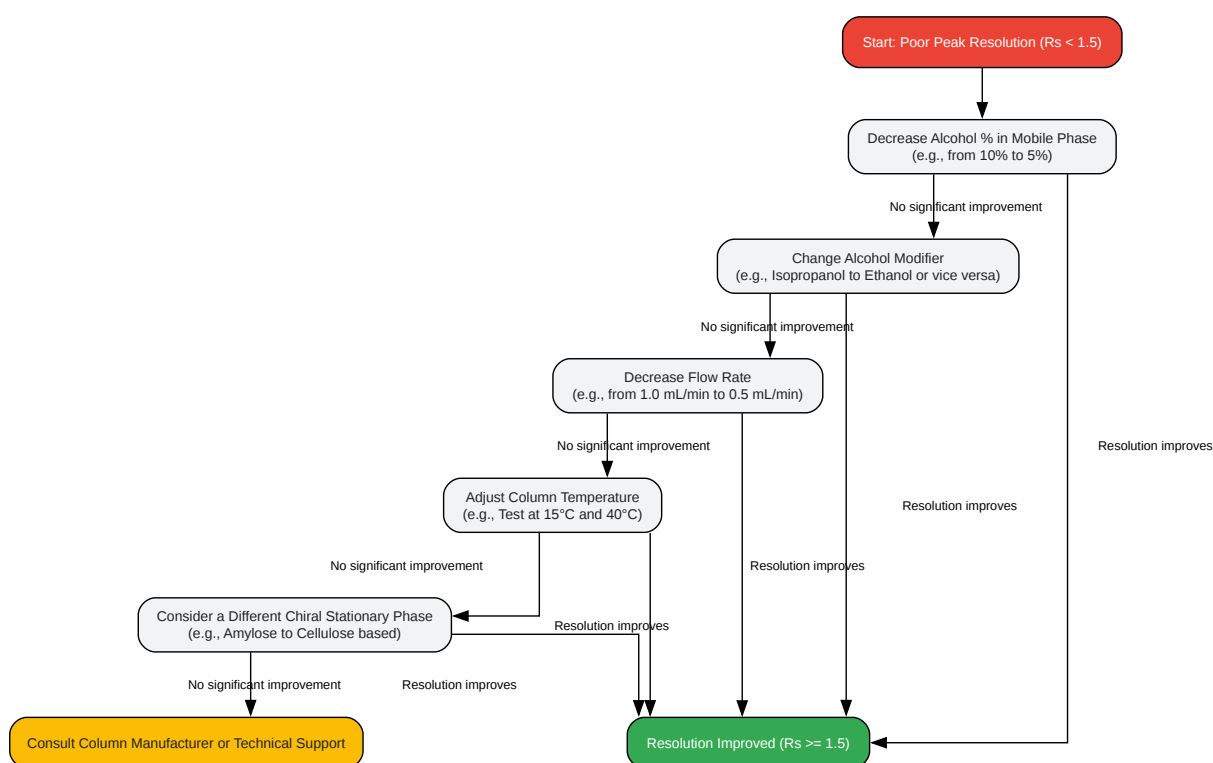 Start: Poor Peak Resolution (Rs < 1.5)
Decrease Alcohol % in Mobile Phase
(e.g., from 10% to 5%)
No significant improvement
Change Alcohol Modifier
(e.g., Isopropanol to Ethanol or vice versa)
No significant improvement
Decrease Flow Rate
(e.g., from 1.0 mL/min to 0.5 mL/min)
No significant improvement
Resolution improves
Adjust Column Temperature
(e.g., Test at 15°C and 40°C)
Resolution improves
No significant improvement
Resolution improves
Consider a Different Chiral Stationary Phase
(e.g., Amylose to Cellulose based)
Resolution improves
No significant improvement
Resolution improves
Consult Column Manufacturer or Technical Support
Resolution Improved (Rs >= 1.5)